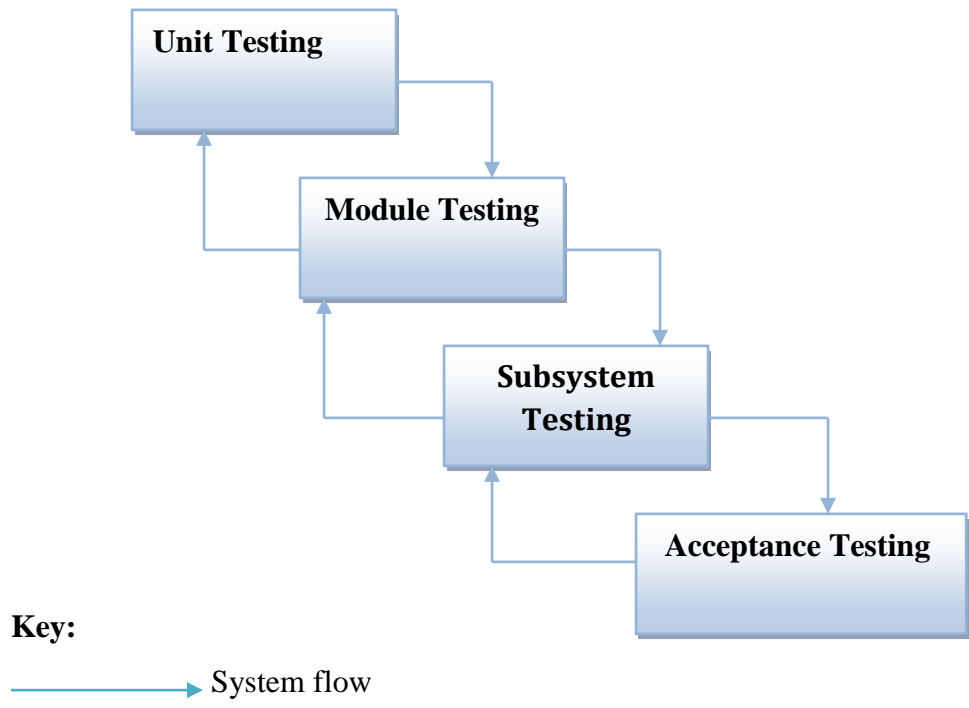 Unit Testing
Module Testing
Subsystem
Testing
Acceptance Testing
Key:
System flow